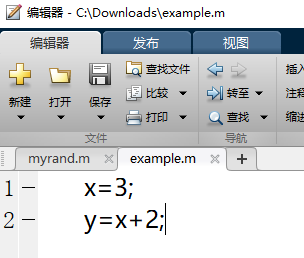 编辑器 - C:\Downloads\example.m
编辑器 发布 视图
新建 打开 保存 查找文件 比较 打印 转至 查找 插入 注释 缩进
文件 导航
myrand.m × example.m × +
1 – x=3;
2 – y=x+2;